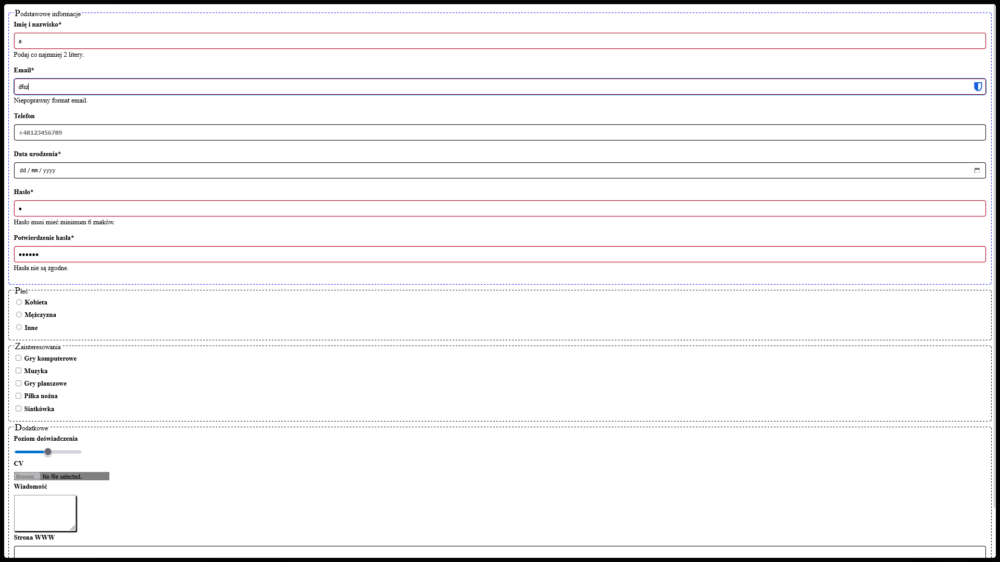 Podstawowe informacje
Imię i nazwisko*
a
Podaj co najmniej 2 litery.
Email*
dfsz
Niepoprawny format email.
Telefon
+48123456789
Data urodzenia*
dd / mm / yyyy
Hasło*
•
Hasło musi mieć minimum 6 znaków.
Potwierdzenie hasła*
••••••
Hasła nie są zgodne.
Płeć
Kobieta
Mężczyzna
Inne
Zainteresowania
Gry komputerowe
Muzyka
Gry planszowe
Piłka nożna
Siatkówka
Dodatkowe
Poziom doświadczenia
CV
Browse... No file selected.
Wiadomość
Strona WWW